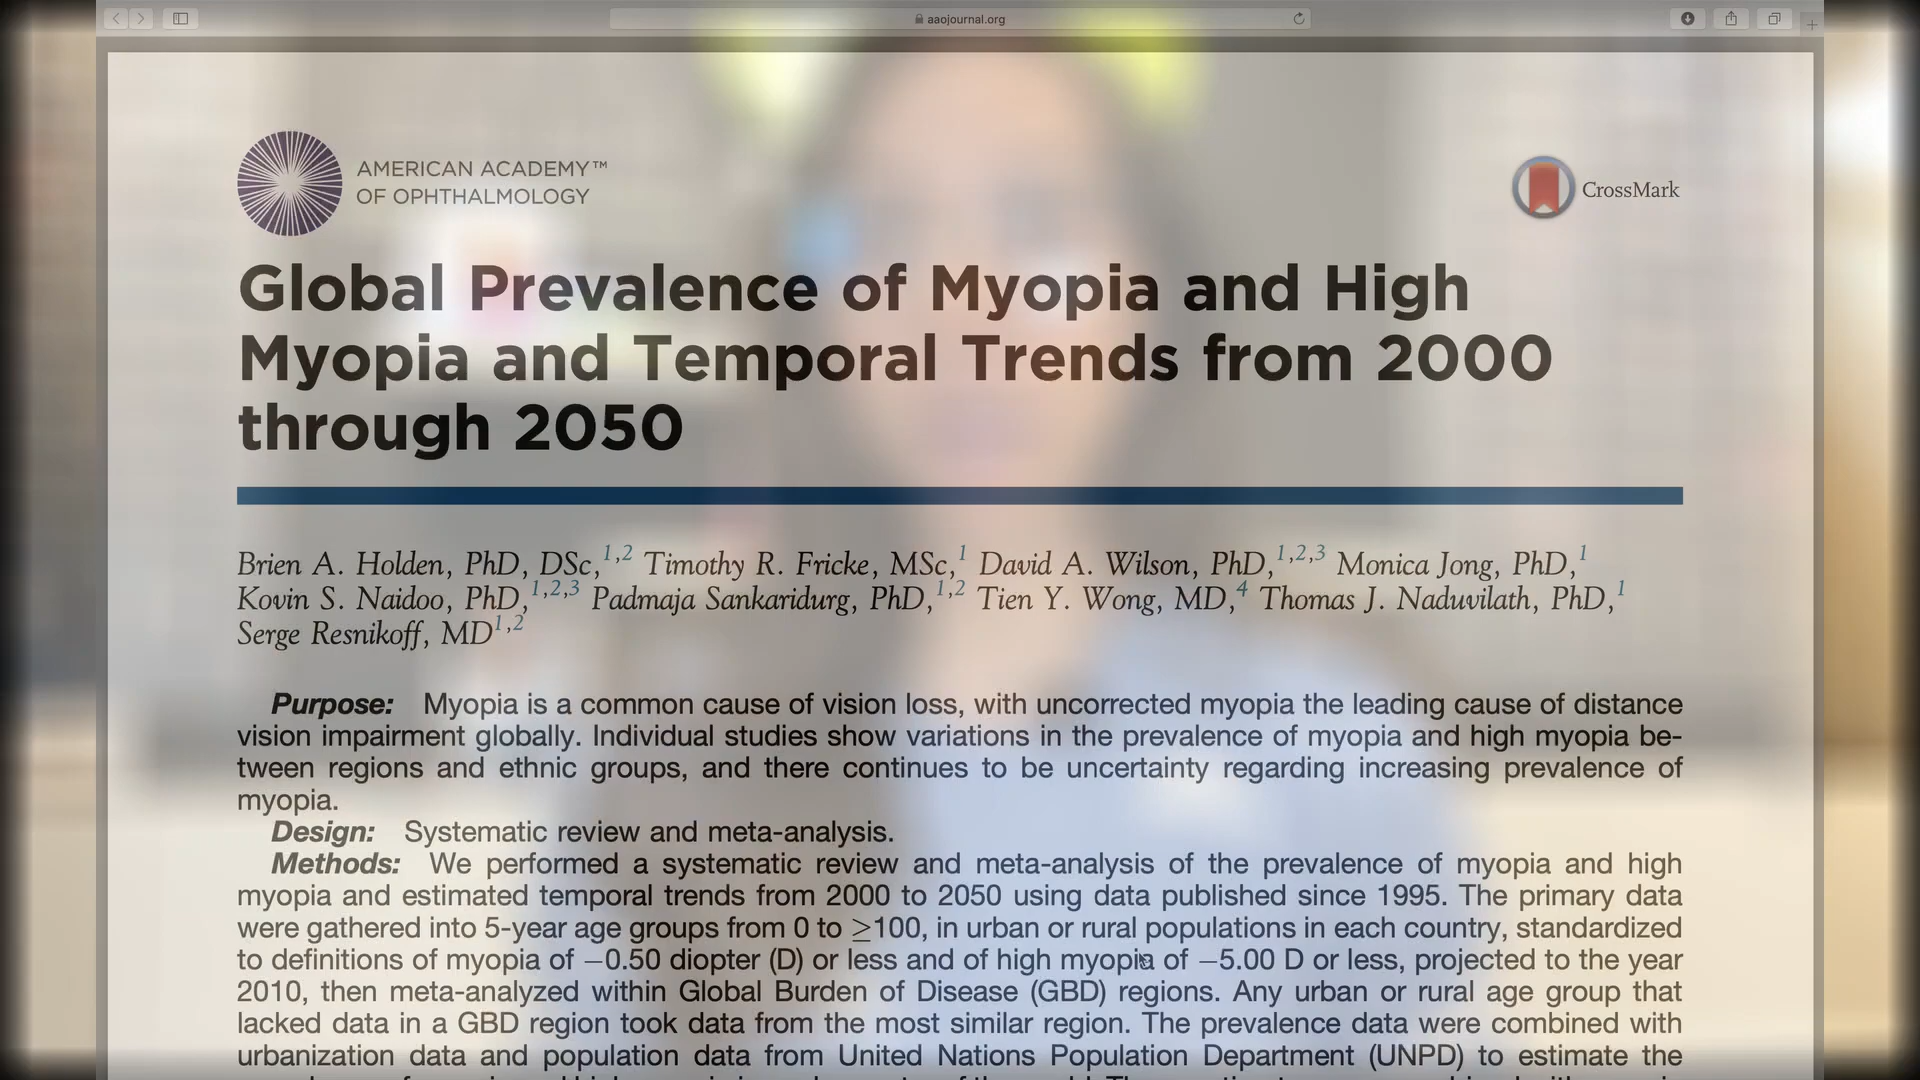 aaojournal.org
AMERICAN ACADEMY™
OF OPHTHALMOLOGY
CrossMark
Global Prevalence of Myopia and High
Myopia and Temporal Trends from 2000
through 2050
Brien A. Holden, PhD, DSc,1,2 Timothy R. Fricke, MSc,1 David A. Wilson, PhD,1,2,3 Monica Jong, PhD,1
Kovin S. Naidoo, PhD,1,2,3 Padmaja Sankaridurg, PhD,1,2 Tien Y. Wong, MD,4 Thomas J. Naduvilath, PhD,1
Serge Resnikoff, MD1,2
Purpose: Myopia is a common cause of vision loss, with uncorrected myopia the leading cause of distance
vision impairment globally. Individual studies show variations in the prevalence of myopia and high myopia be-
tween regions and ethnic groups, and there continues to be uncertainty regarding increasing prevalence of
myopia.
Design: Systematic review and meta-analysis.
Methods: We performed a systematic review and meta-analysis of the prevalence of myopia and high
myopia and estimated temporal trends from 2000 to 2050 using data published since 1995. The primary data
were gathered into 5-year age groups from 0 to ≥100, in urban or rural populations in each country, standardized
to definitions of myopia of −0.50 diopter (D) or less and of high myopia of −5.00 D or less, projected to the year
2010, then meta-analyzed within Global Burden of Disease (GBD) regions. Any urban or rural age group that
lacked data in a GBD region took data from the most similar region. The prevalence data were combined with
urbanization data and population data from United Nations Population Department (UNPD) to estimate the